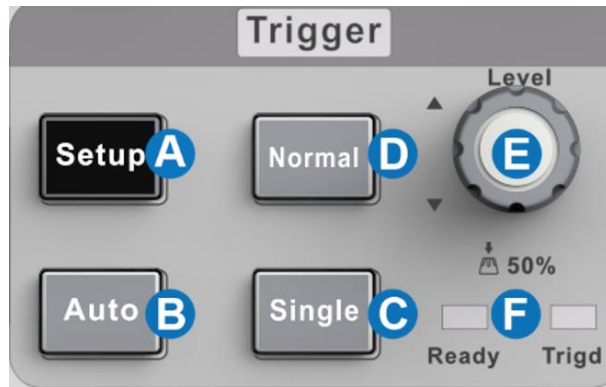 Trigger
Level
Setup A
Normal D
E
50%
Auto B
Single C
F
Ready Trigd